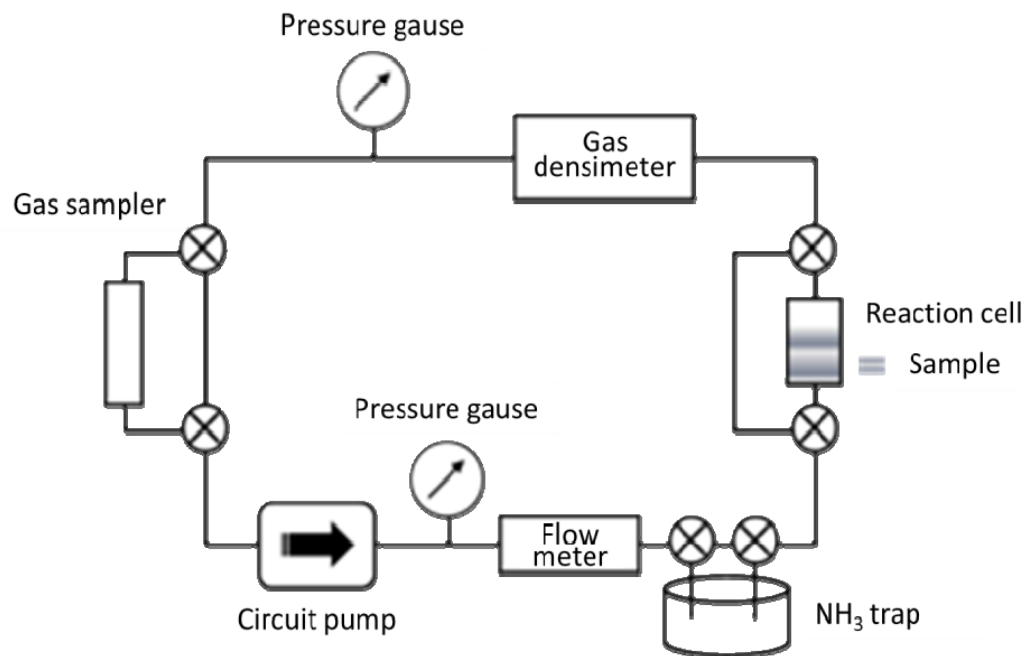 Pressure gause
Gas
densimeter
Gas sampler
Reaction cell
Sample
Pressure gause
Flow
meter
Circuit pump
NH₃ trap